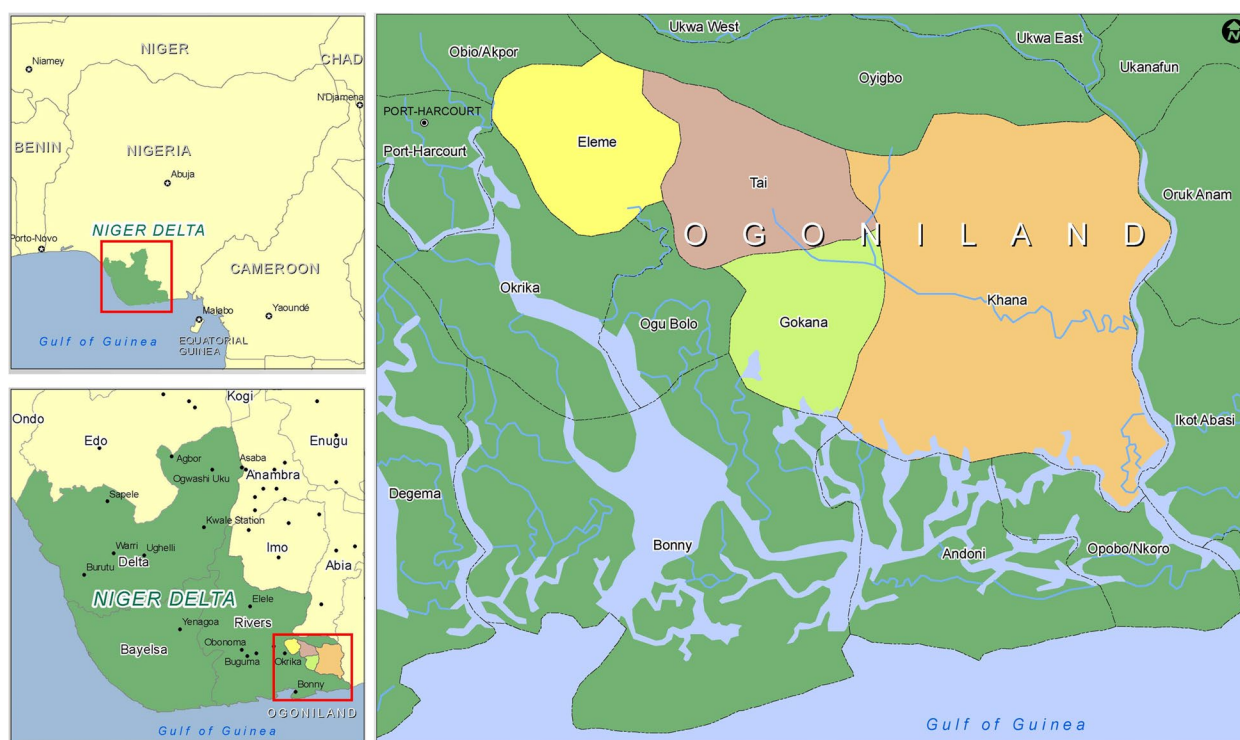 NIGER
CHAD
Niamey
N'Djamena
BENIN
NIGERIA
Abuja
Porto-Novo
NIGER DELTA
CAMEROON
Malabo
Yaoundé
EQUATORIAL
GUINEA
Gulf of Guinea
Ondo
Kogi
Edo
Enugu
Agbor
Asaba
Ogwashi Uku
Anambra
Sapele
Kwale Station
Warri
Ughelli
Delta
Imo
Burutu
Abia
NIGER DELTA
Elele
Rivers
Yenagoa
Bayelsa
Obonoma
Buguma
Okrika
Bonny
OGONILAND
Gulf of Guinea
Ukwa West
Ukwa East
N
Obio/Akpor
Oyigbo
Ukanafun
PORT-HARCOURT
Port-Harcourt
Eleme
Tai
Oruk Anam
OGONILAND
Okrika
Ogu Bolo
Gokana
Khana
Ikot Abasi
Degema
Bonny
Andoni
Opobo/Nkoro
Gulf of Guinea